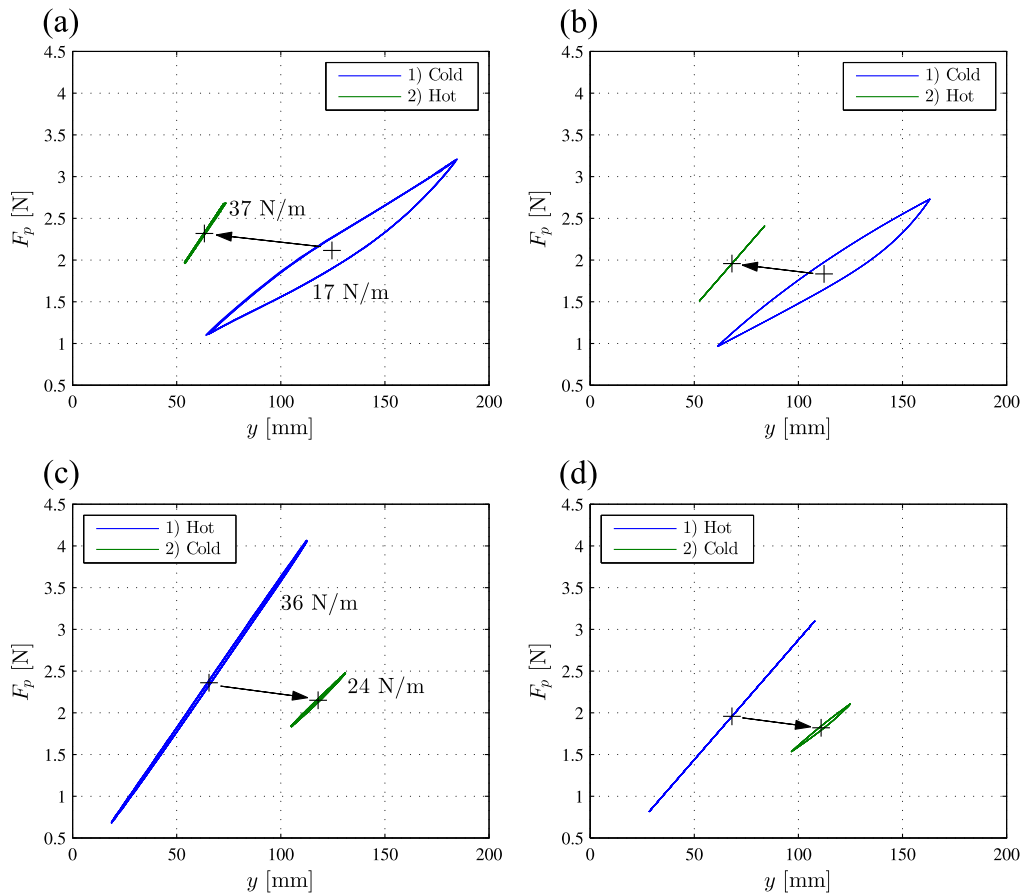 (a)
(b)
4.5
4
3.5
3
2.5
2
1.5
1
0.5
F_p [N]
1) Cold
2) Hot
37 N/m
17 N/m
0
50
100
150
200
y [mm]
4.5
4
3.5
3
2.5
2
1.5
1
0.5
F_p [N]
1) Cold
2) Hot
0
50
100
150
200
y [mm]
(c)
(d)
4.5
4
3.5
3
2.5
2
1.5
1
0.5
F_p [N]
1) Hot
2) Cold
36 N/m
24 N/m
0
50
100
150
200
y [mm]
4.5
4
3.5
3
2.5
2
1.5
1
0.5
F_p [N]
1) Hot
2) Cold
0
50
100
150
200
y [mm]